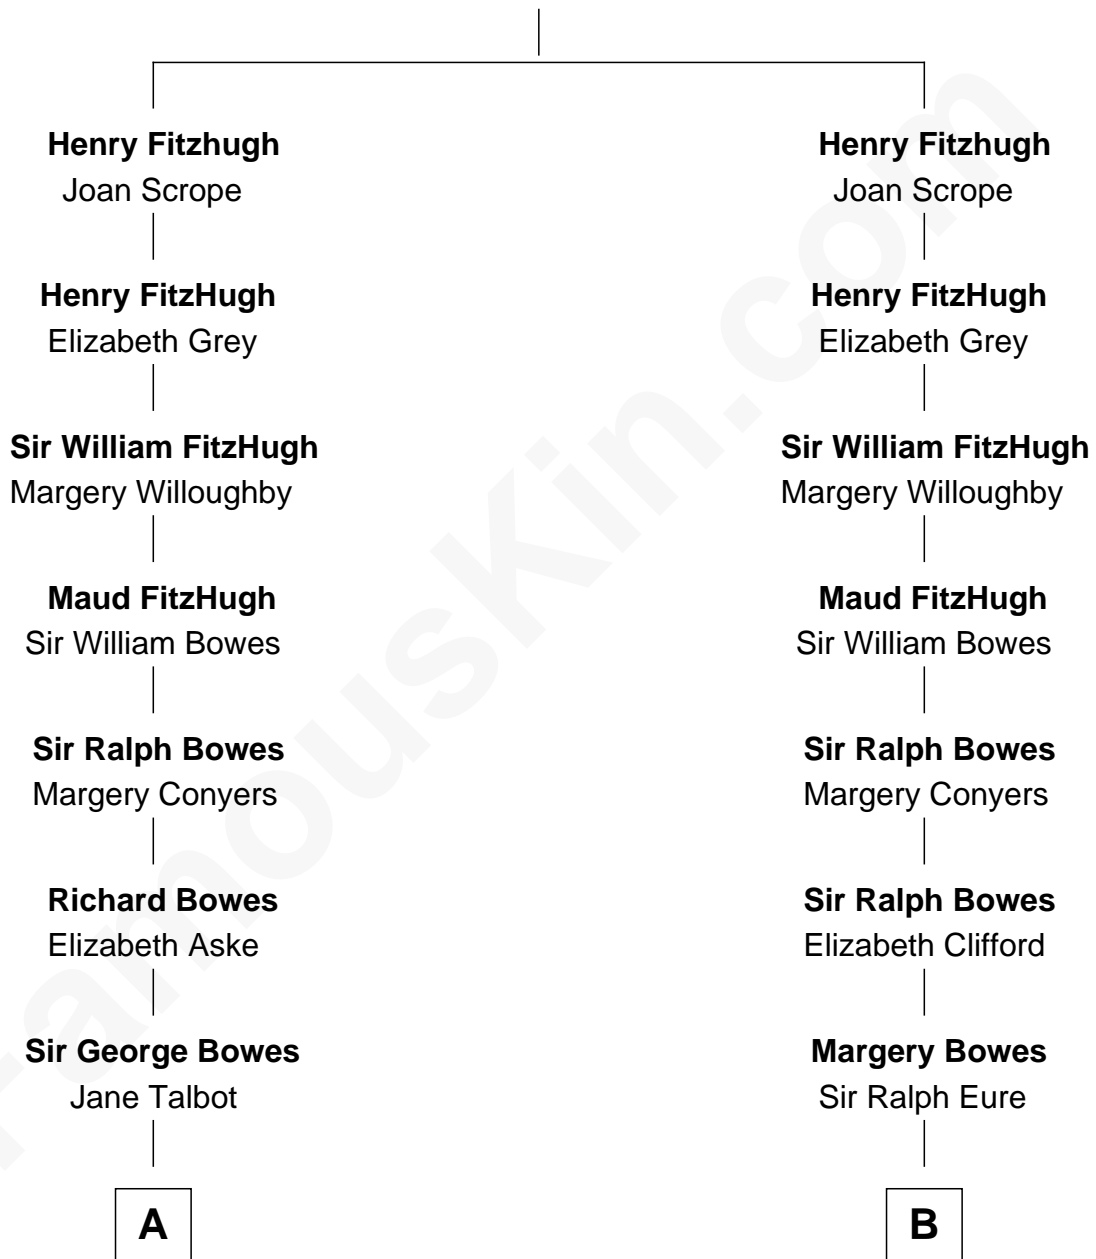 Henry Fitzhugh
Joan Scrope
Henry FitzHugh
Elizabeth Grey
Sir William FitzHugh
Margery Willoughby
Maud FitzHugh
Sir William Bowes
Sir Ralph Bowes
Margery Conyers
Richard Bowes
Elizabeth Aske
Sir George Bowes
Jane Talbot
A
Henry Fitzhugh
Joan Scrope
Henry FitzHugh
Elizabeth Grey
Sir William FitzHugh
Margery Willoughby
Maud FitzHugh
Sir William Bowes
Sir Ralph Bowes
Margery Conyers
Sir Ralph Bowes
Elizabeth Clifford
Margery Bowes
Sir Ralph Eure
B
FamousKin.com